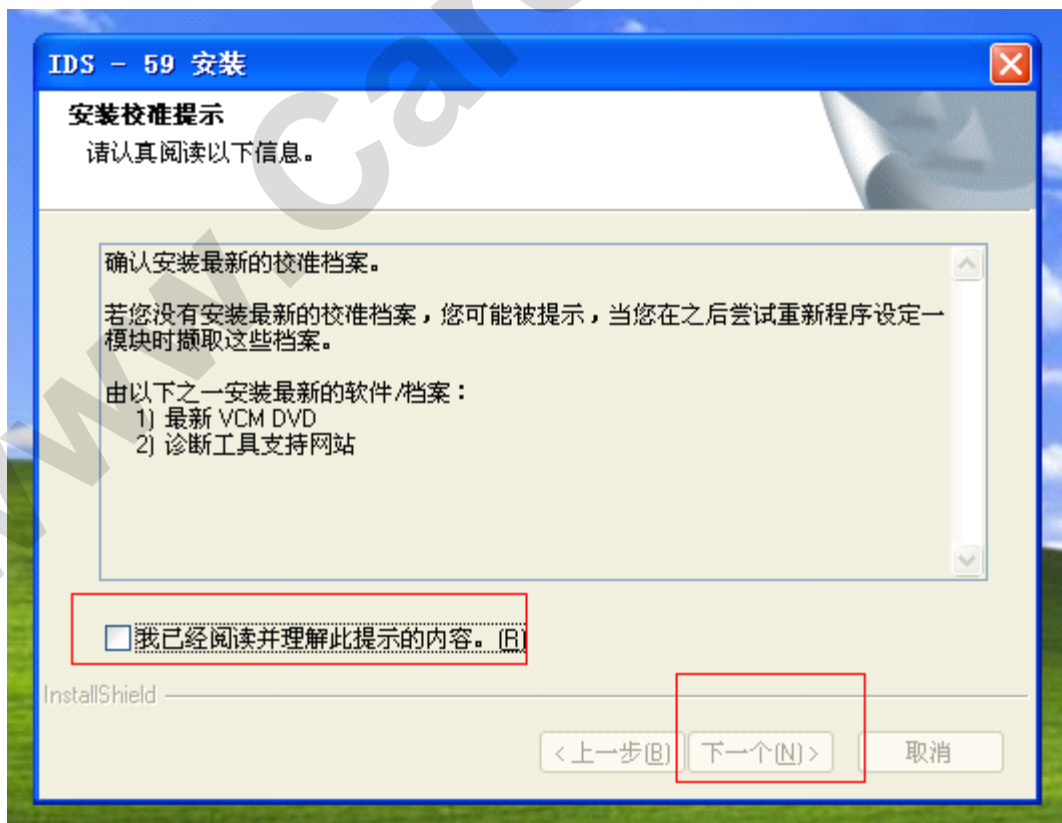 IDS - 59 安装
安装校准提示
请认真阅读以下信息。
确认安装最新的校准档案。
若您没有安装最新的校准档案，您可能被提示，当您在之后尝试重新程序设定一
模块时撷取这些档案。
由以下之一安装最新的软件/档案：
1) 最新 VCM DVD
2) 诊断工具支持网站
我已经阅读并理解此提示的内容。(R)
InstallShield
< 上一步(B)
下一个(N) >
取消
www.Car